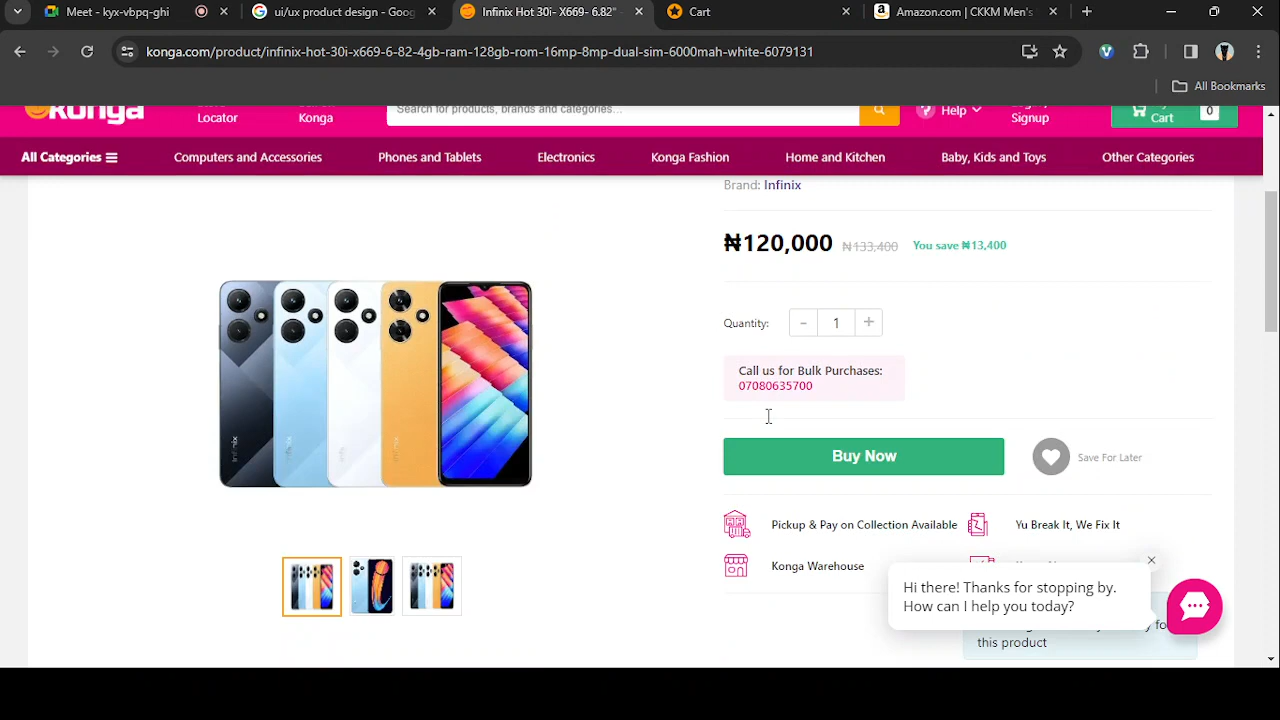 Meet - kyx-vbpq-ghi
ui/ux product design - Goog
Infinix Hot 30i - X669- 6.82"
Cart
Amazon.com | CKKM Men's
konga.com/product/infinix-hot-30i-x669-6-82-4gb-ram-128gb-rom-16mp-8mp-dual-sim-6000mah-white-6079131
All Bookmarks
Konga
Locator
Konga
Search for products, brands and categories...
Help
Signup
Cart
0
All Categories
Computers and Accessories
Phones and Tablets
Electronics
Konga Fashion
Home and Kitchen
Baby, Kids and Toys
Other Categories
Brand: Infinix
₦120,000 ₦133,400 You save ₦13,400
Quantity: - 1 +
Call us for Bulk Purchases:
07080635700
Buy Now
Save For Later
Pickup & Pay on Collection Available
Yu Break It, We Fix It
Konga Warehouse
Hi there! Thanks for stopping by.
How can I help you today?
this product